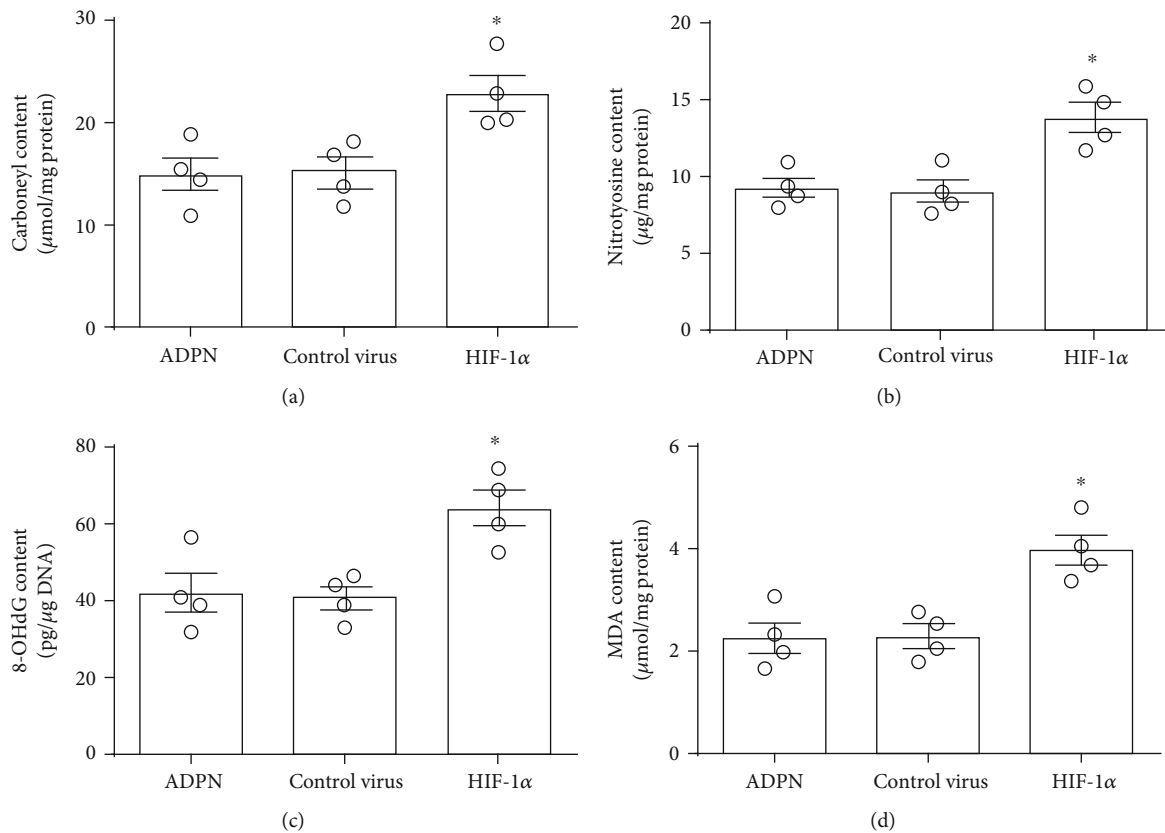 Carboneyl content
(μmol/mg protein)
30
20
10
0
*
ADPN
Control virus
HIF-1α
(a)
Nitrotyosine content
(μg/mg protein)
20
15
10
5
0
*
ADPN
Control virus
HIF-1α
(b)
8-OHdG content
(pg/μg DNA)
80
60
40
20
0
*
ADPN
Control virus
HIF-1α
(c)
MDA content
(μmol/mg protein)
6
4
2
0
*
ADPN
Control virus
HIF-1α
(d)